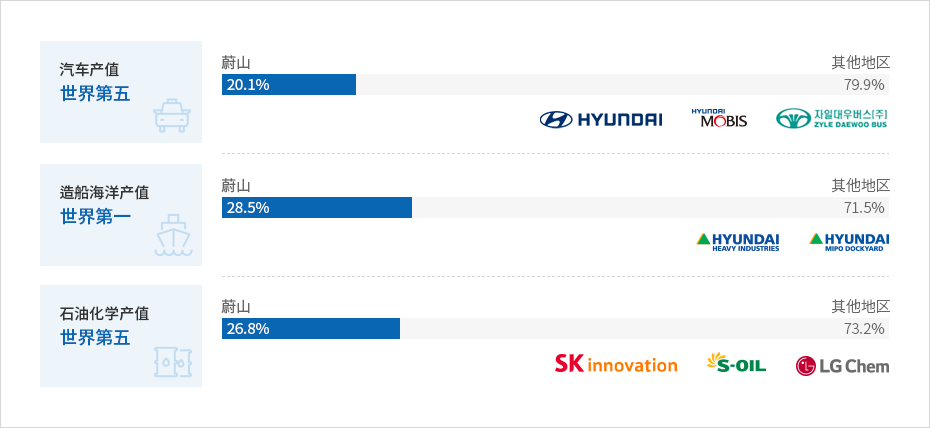 汽车产值
世界第五
蔚山
其他地区
20.1%
79.9%
HYUNDAI
HYUNDAI
MOBIS
자일대우버스(주)
ZYLE DAEWOO BUS
造船海洋产值
世界第一
蔚山
其他地区
28.5%
71.5%
HYUNDAI
HEAVY INDUSTRIES
HYUNDAI
MIPO DOCKYARD
石油化学产值
世界第五
蔚山
其他地区
26.8%
73.2%
SK innovation
S-OIL
LG Chem